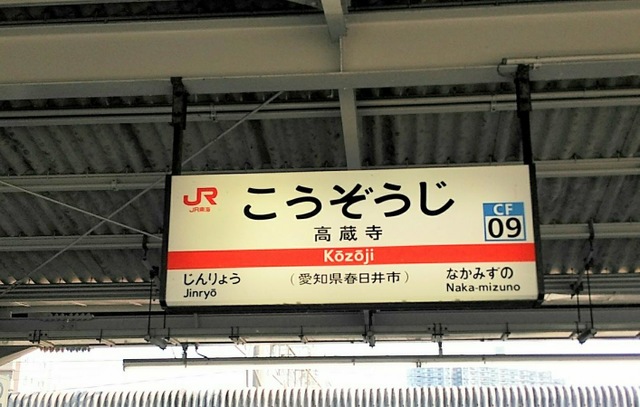 JR
JR東海
こうぞうじ
高蔵寺
CF
09
Kōzōji
じんりょう
Jinryō
（愛知県春日井市）
なかみずの
Naka-mizuno